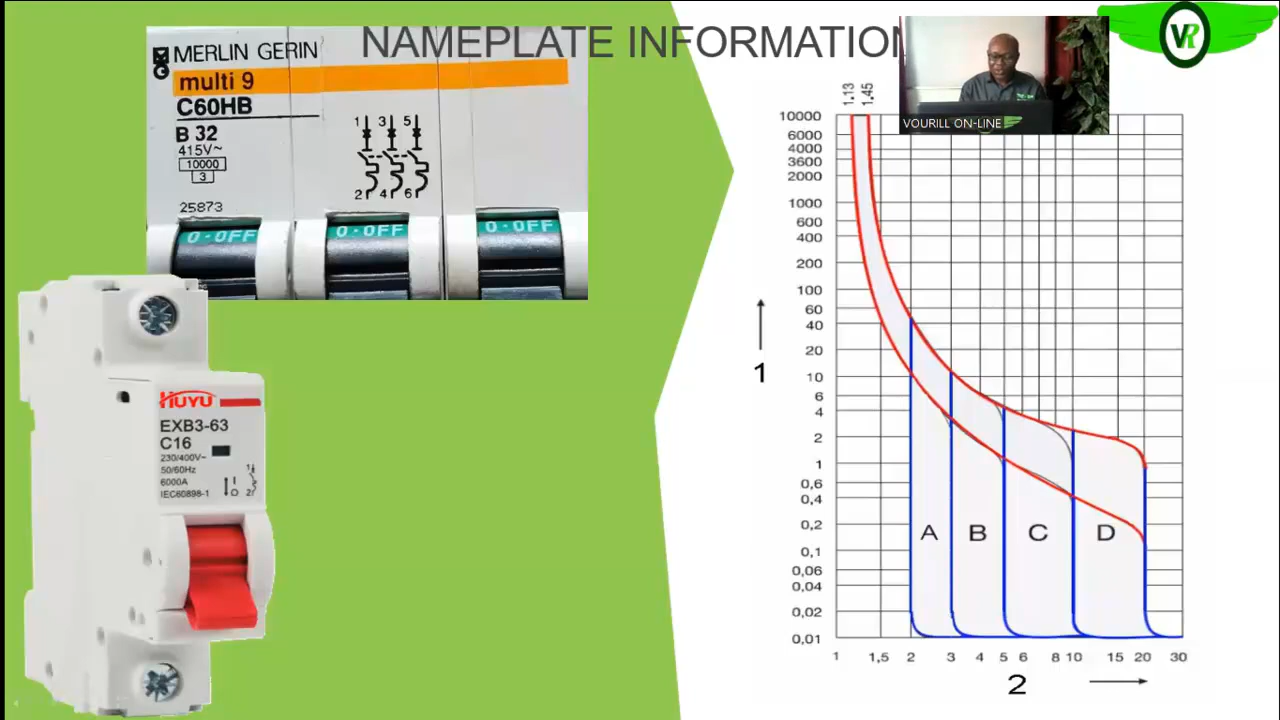 NAMEPLATE INFORMATION
MERLIN GERIN
multi 9
C60HB
B 32
415V~
10000
3
25873
1 3 5
2 4 6
O·OFF
O·OFF
O·OFF
HUYU
EXB3-63
C16
230/400V~
50/60Hz
6000A
IEC60898-1
1
2
VOURILL ON-LINE
VR
1.13
1.45
10000
6000
4000
3600
2000
1000
600
400
200
100
60
40
20
10
6
4
2
1
0,6
0,4
0,2
0,1
0,06
0,04
0,02
0,01
1
A B C D
1 1,5 2 3 4 5 6 8 10 15 20 30
2